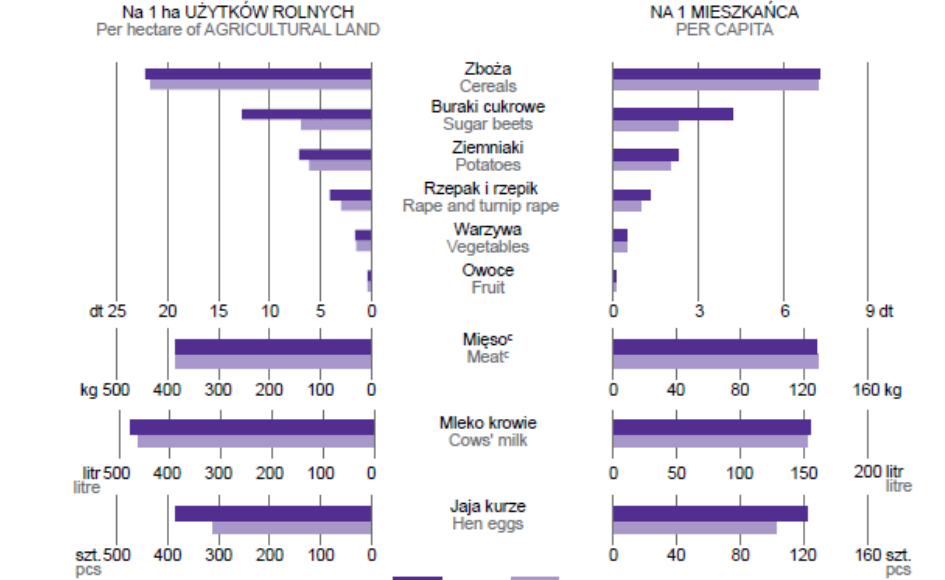 Na 1 ha UŻYTKÓW ROLNYCH
Per hectare of AGRICULTURAL LAND
NA 1 MIESZKAŃCA
PER CAPITA
Zboża
Cereals
Buraki cukrowe
Sugar beets
Ziemniaki
Potatoes
Rzepak i rzepik
Rape and turnip rape
Warzywa
Vegetables
Owoce
Fruit
dt 25 20 15 10 5 0
0 3 6 9 dt
Mięsoᶜ
Meatᶜ
kg 500 400 300 200 100 0
0 40 80 120 160 kg
Mleko krowie
Cows' milk
litr 500 400 300 200 100 0
litre
0 50 100 150 200 litr
litre
Jaja kurze
Hen eggs
szt. 500 400 300 200 100 0
pcs
0 40 80 120 160 szt.
pcs